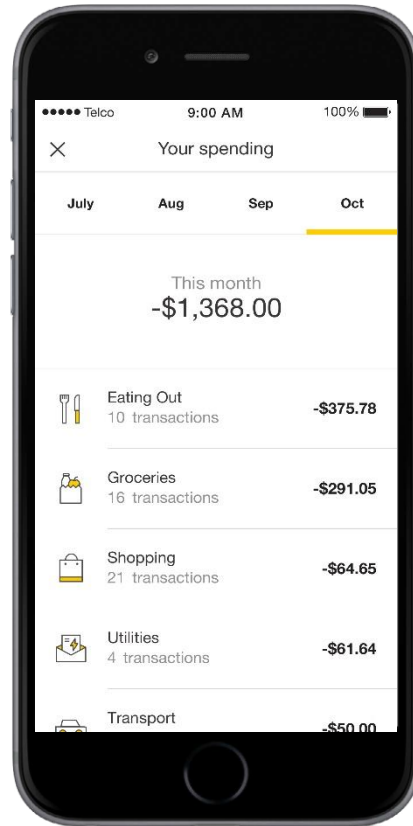 Telco 9:00 AM 100%
Your spending
July Aug Sep Oct
This month
-$1,368.00
Eating Out
10 transactions
-$375.78
Groceries
16 transactions
-$291.05
Shopping
21 transactions
-$64.65
Utilities
4 transactions
-$61.64
Transport
-$50.00